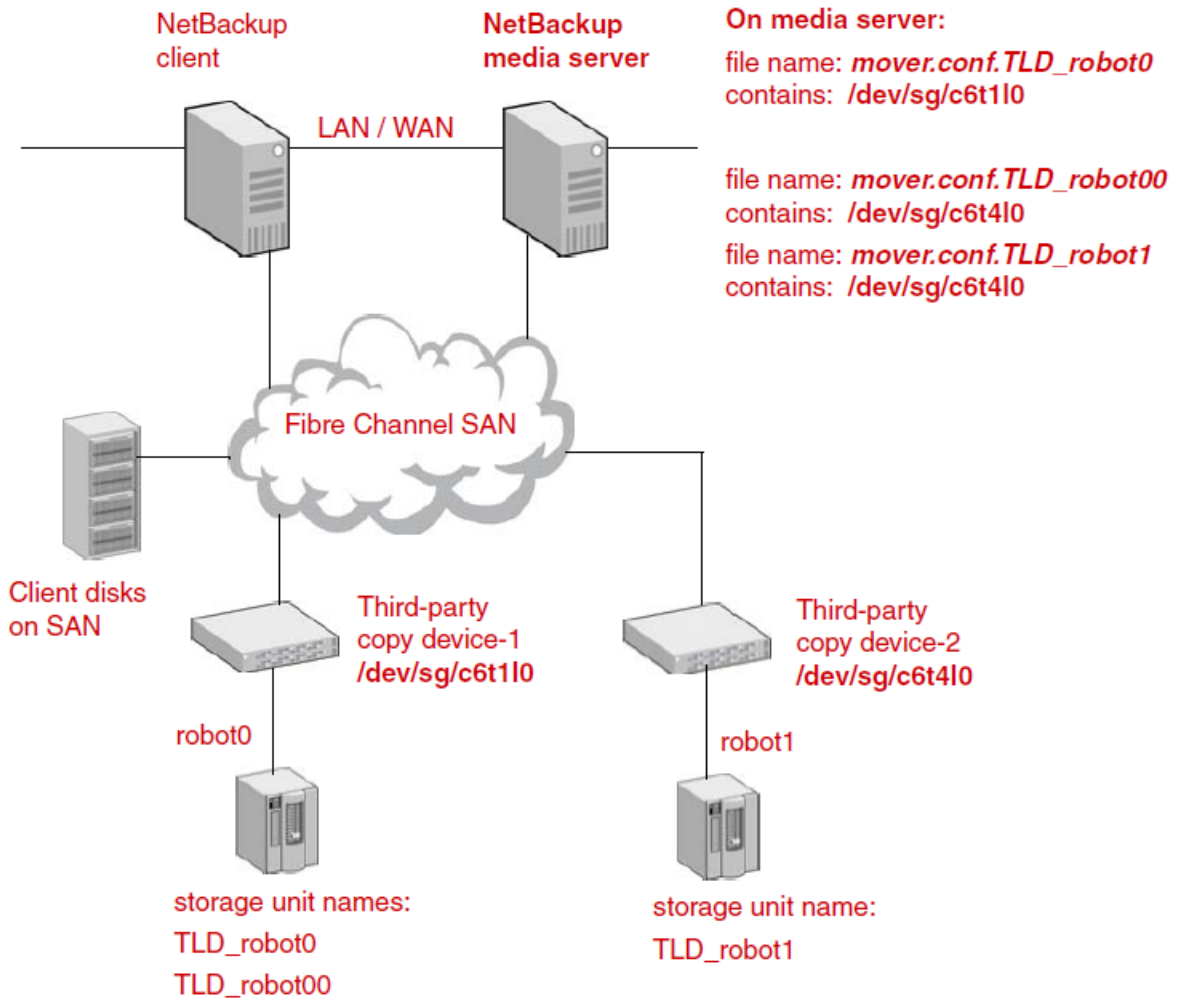 NetBackup
client
NetBackup
media server
On media server:
file name: mover.conf.TLD_robot0
contains: /dev/sg/c6t1l0
file name: mover.conf.TLD_robot00
contains: /dev/sg/c6t4l0
file name: mover.conf.TLD_robot1
contains: /dev/sg/c6t4l0
LAN / WAN
Fibre Channel SAN
Client disks
on SAN
Third-party
copy device-1
/dev/sg/c6t1l0
Third-party
copy device-2
/dev/sg/c6t4l0
robot0
robot1
storage unit names:
TLD_robot0
TLD_robot00
storage unit name:
TLD_robot1